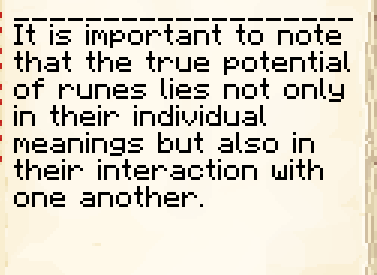 It is important to note
that the true potential
of runes lies not only
in their individual
meanings but also in
their interaction with
one another.